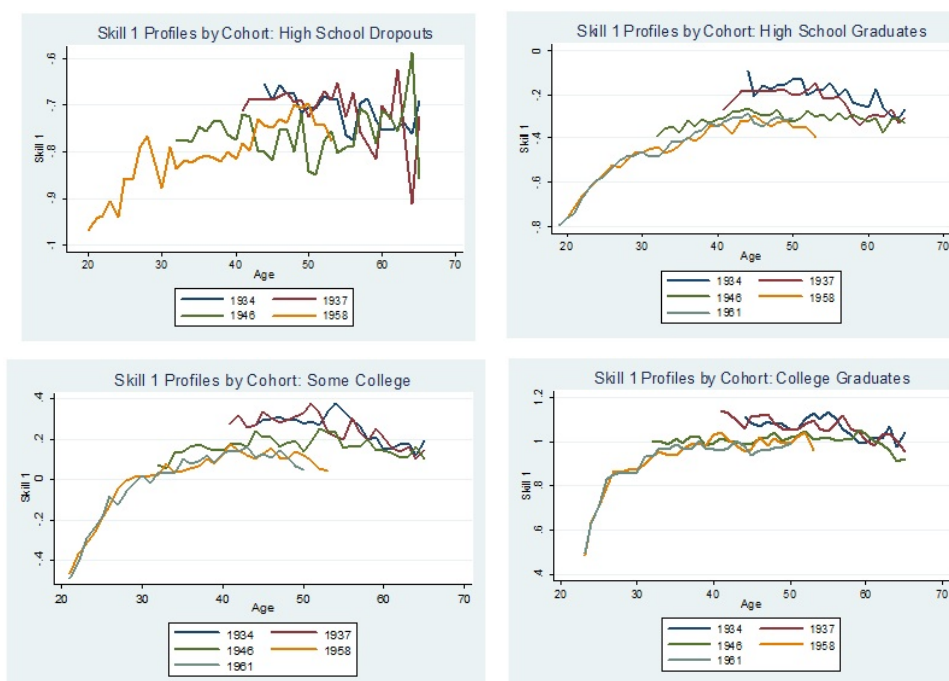 Skill 1 Profiles by Cohort: High School Dropouts
-.6
-.7
-.8
-.9
-1
Skill 1
20 30 40 50 60 70
Age
1934 1937
1946 1958
Skill 1 Profiles by Cohort: High School Graduates
0
-.2
-.4
-.6
-.8
Skill 1
20 30 40 50 60 70
Age
1934 1937
1946 1958
1961
Skill 1 Profiles by Cohort: Some College
.4
.2
0
-.2
-.4
Skill 1
20 30 40 50 60 70
Age
1934 1937
1946 1958
1961
Skill 1 Profiles by Cohort: College Graduates
1.2
1
.8
.6
.4
Skill 1
20 30 40 50 60 70
Age
1934 1937
1946 1958
1961